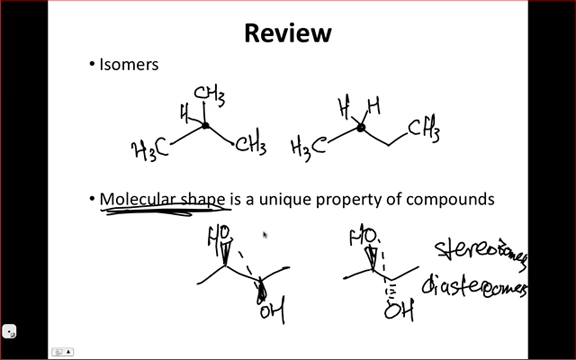 Review
• Isomers
CH3
H H H
H3C CH3 H3C CH3
• Molecular shape is a unique property of compounds
HO HO
stereoisomers
diastereomers
OH OH